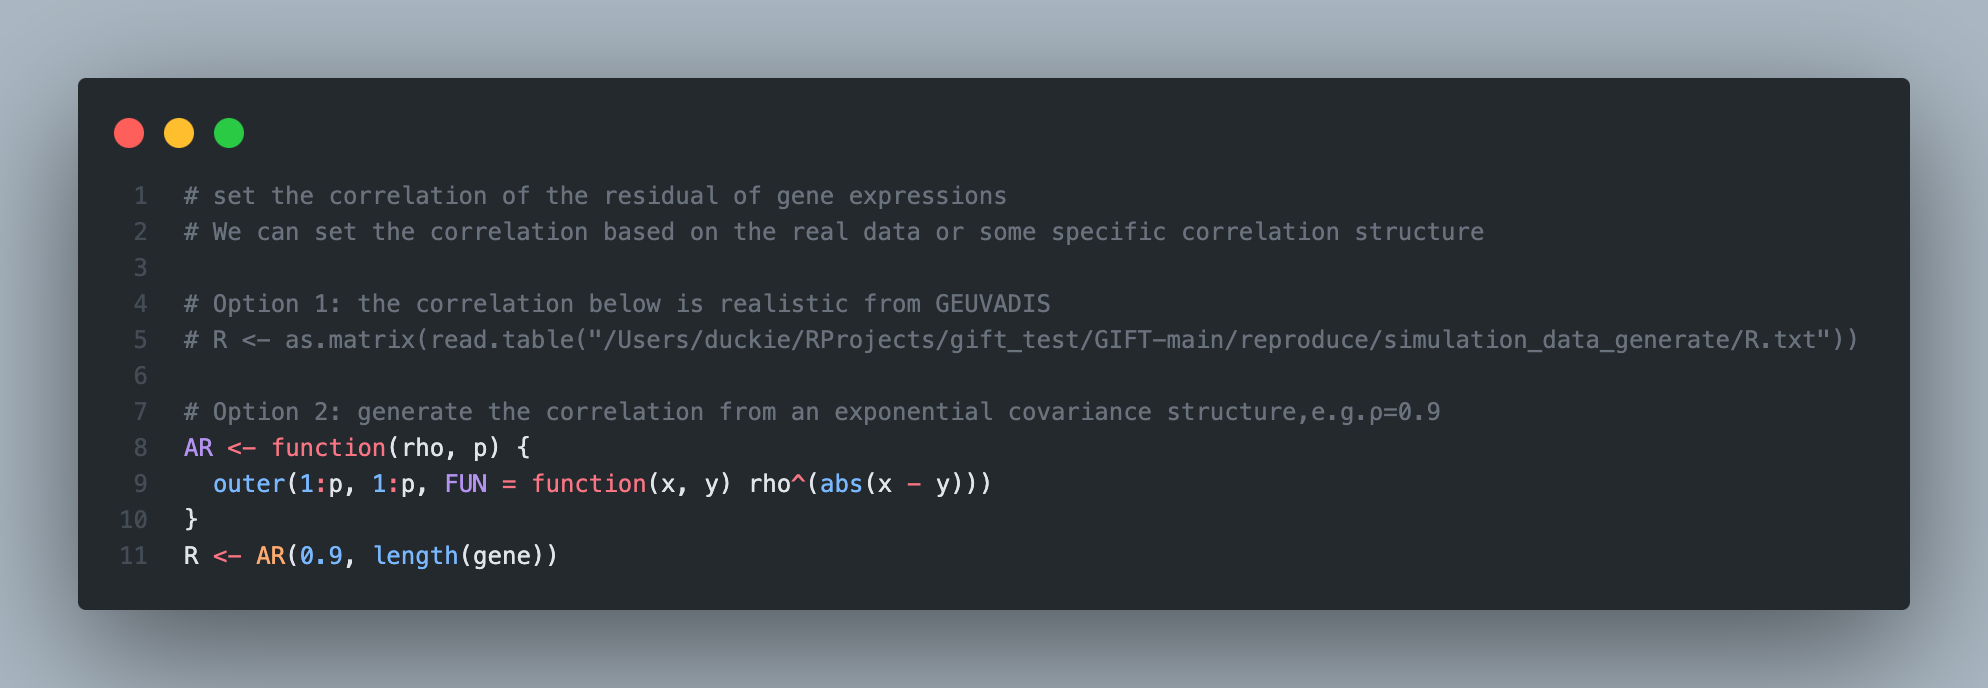 1 # set the correlation of the residual of gene expressions
2 # We can set the correlation based on the real data or some specific correlation structure
3
4 # Option 1: the correlation below is realistic from GEUVADIS
5 # R <- as.matrix(read.table("/Users/duckie/RProjects/gift_test/GIFT-main/reproduce/simulation_data_generate/R.txt"))
6
7 # Option 2: generate the correlation from an exponential covariance structure,e.g.ρ=0.9
8 AR <- function(rho, p) {
9   outer(1:p, 1:p, FUN = function(x, y) rho^(abs(x - y)))
10 }
11 R <- AR(0.9, length(gene))